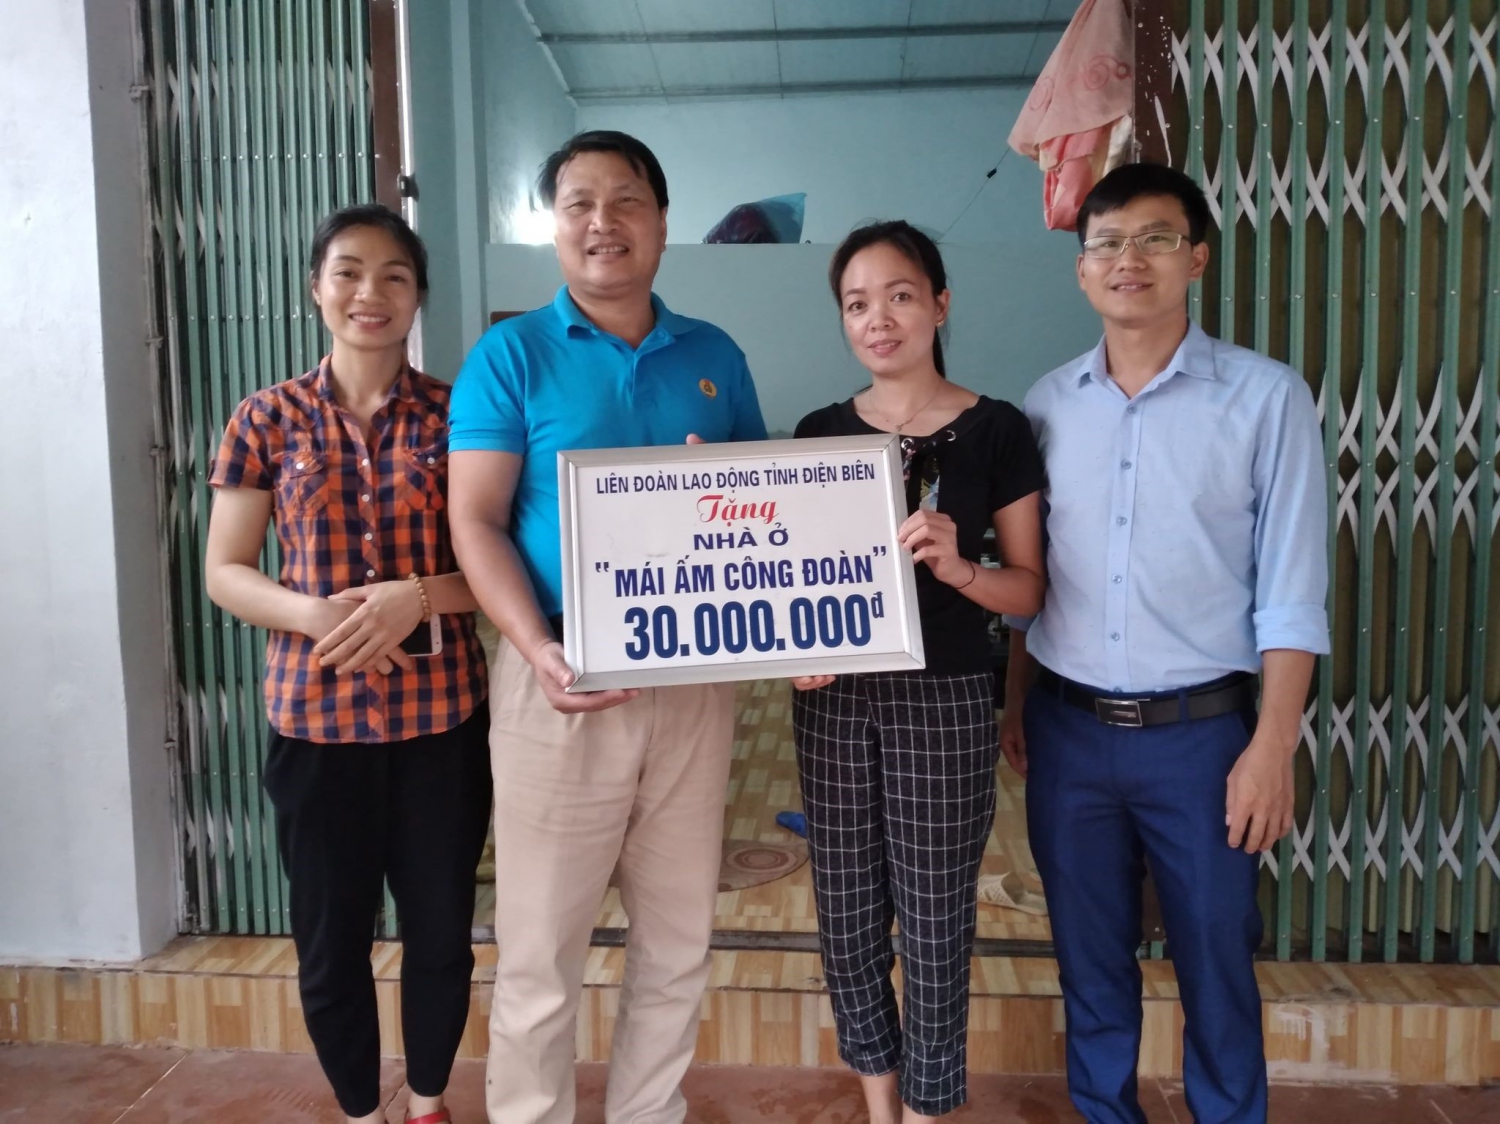 LIÊN ĐOÀN LAO ĐỘNG TỈNH ĐIỆN BIÊN
Tặng
NHÀ Ở
"MÁI ẤM CÔNG ĐOÀN"
30.000.000đ